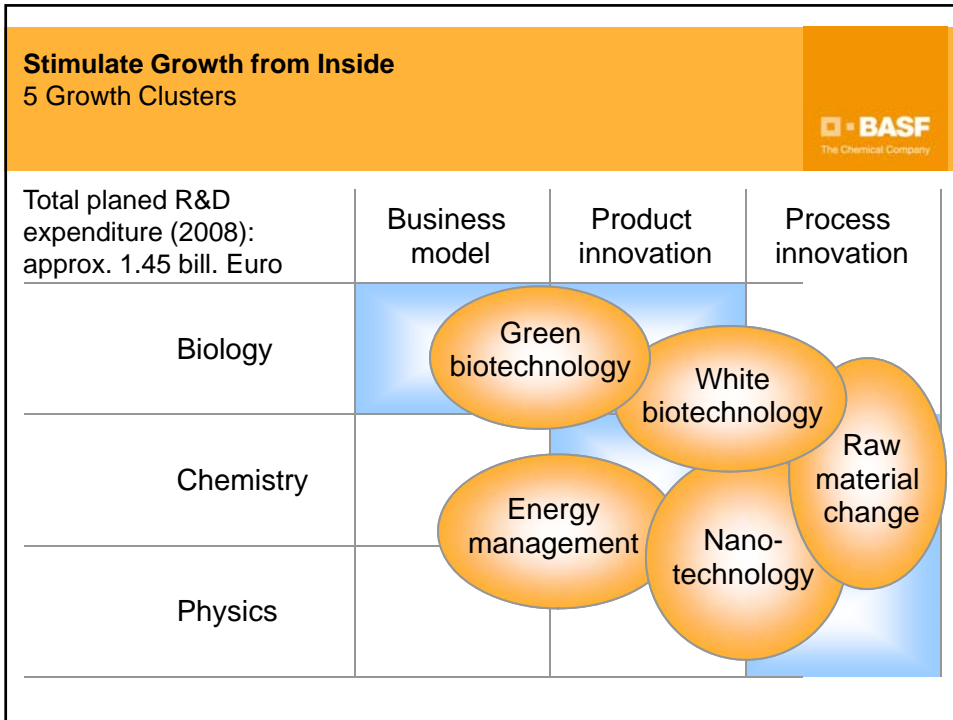 Stimulate Growth from Inside
5 Growth Clusters
BASF
The Chemical Company
Total planed R&D
expenditure (2008):
approx. 1.45 bill. Euro
Business
model
Product
innovation
Process
innovation
Biology
Green
biotechnology
White
biotechnology
Raw
material
change
Chemistry
Energy
management
Nano-
technology
Physics